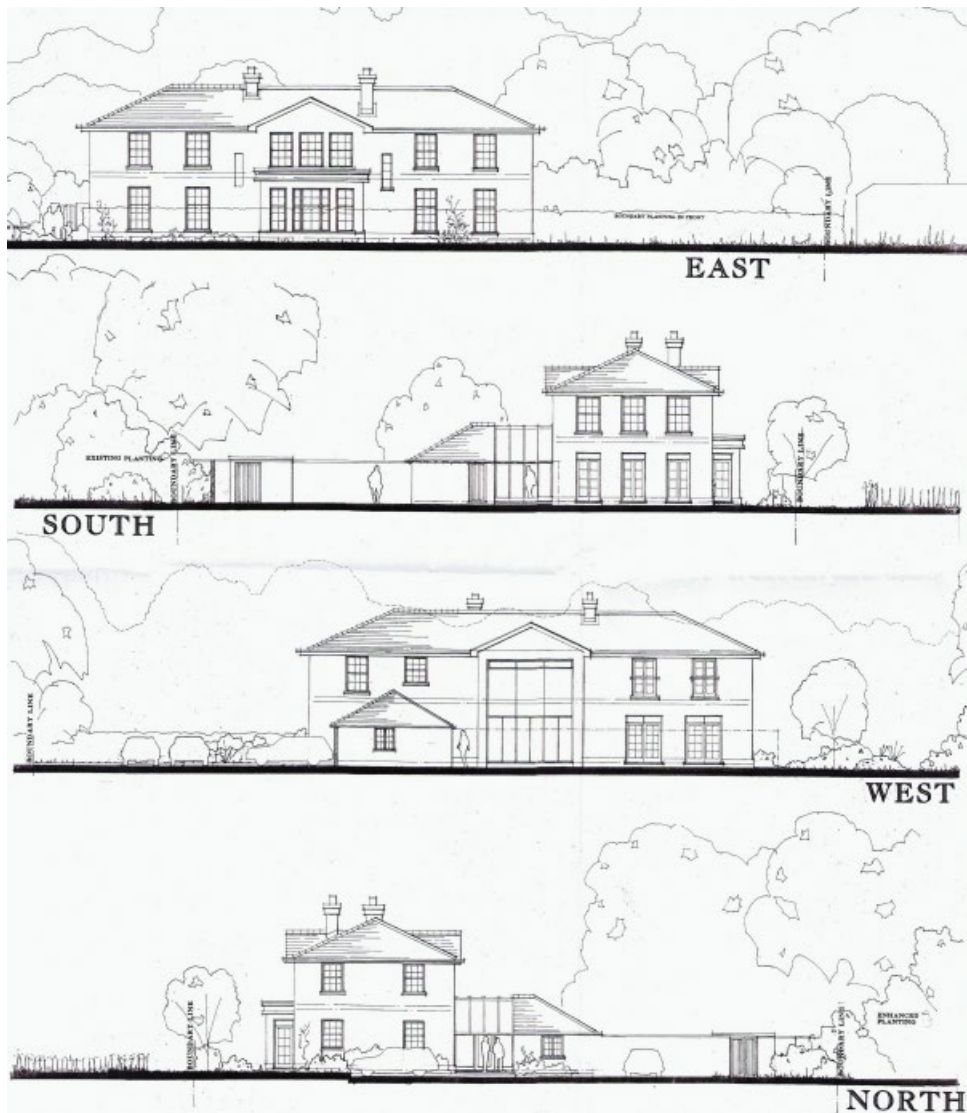 BOUNDARY PLANTING IN FRONT
BOUNDARY LINE
EAST
EXISTING PLANTING
BOUNDARY LINE
BOUNDARY LINE
SOUTH
BOUNDARY LINE
WEST
BOUNDARY LINE
BOUNDARY LINE
ENHANCED
PLANTING
NORTH